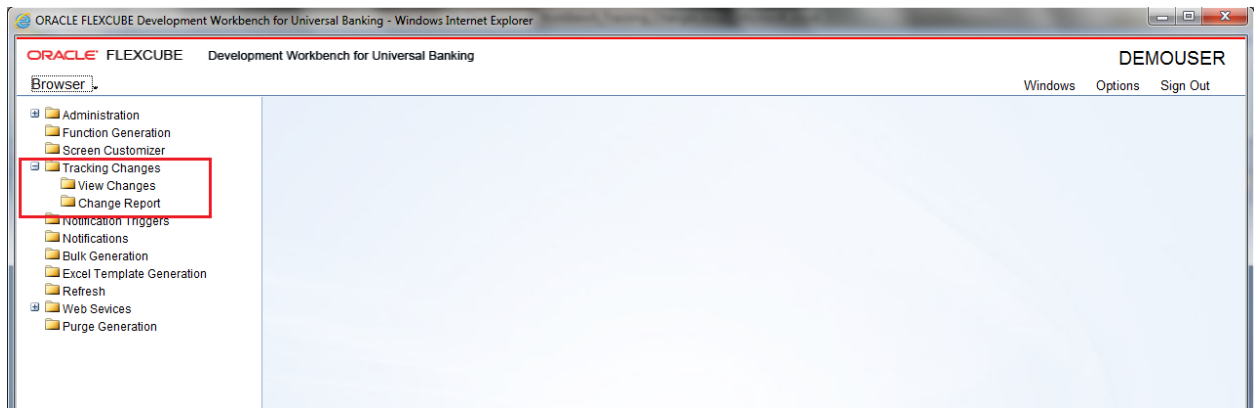 ORACLE FLEXCUBE Development Workbench for Universal Banking - Windows Internet Explorer
ORACLE FLEXCUBE Development Workbench for Universal Banking DEMOUSER
Browser Windows Options Sign Out
Administration
Function Generation
Screen Customizer
Tracking Changes
View Changes
Change Report
Notification Triggers
Notifications
Bulk Generation
Excel Template Generation
Refresh
Web Sevices
Purge Generation